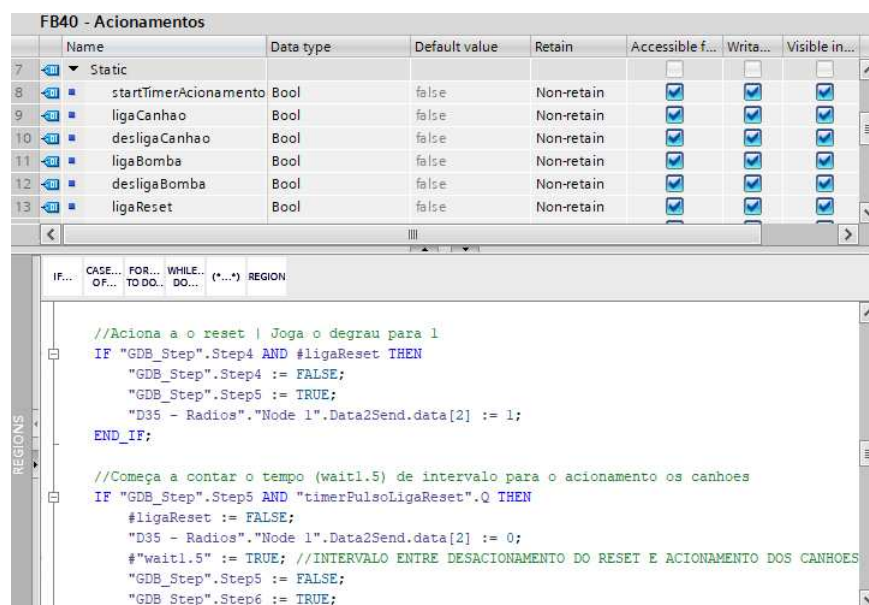 FB40 - Acionamentos
Name Data type Default value Retain Accessible f... Writa... Visible in...
7 Static
8 startTimerAcionamento Bool false Non-retain
9 ligaCanhao Bool false Non-retain
10 desligaCanhao Bool false Non-retain
11 ligaBomba Bool false Non-retain
12 desligaBomba Bool false Non-retain
13 ligaReset Bool false Non-retain
IF... CASE... OF... FOR... TO DO.. WHILE.. DO... (*...*) REGION
REGIONS
//Aciona a o reset | Joga o degrau para 1
IF "GDB_Step".Step4 AND #ligaReset THEN
"GDB_Step".Step4 := FALSE;
"GDB_Step".Step5 := TRUE;
"D35 - Radios"."Node 1".Data2Send.data[2] := 1;
END_IF;
//Começa a contar o tempo (wait1.5) de intervalo para o acionamento os canhoes
IF "GDB_Step".Step5 AND "timerPulsoLigaReset".Q THEN
#ligaReset := FALSE;
"D35 - Radios"."Node 1".Data2Send.data[2] := 0;
#"wait1.5" := TRUE; //INTERVALO ENTRE DESACIONAMENTO DO RESET E ACIONAMENTO DOS CANHOES
"GDB_Step".Step5 := FALSE;
"GDB_Step".Step6 := TRUE;